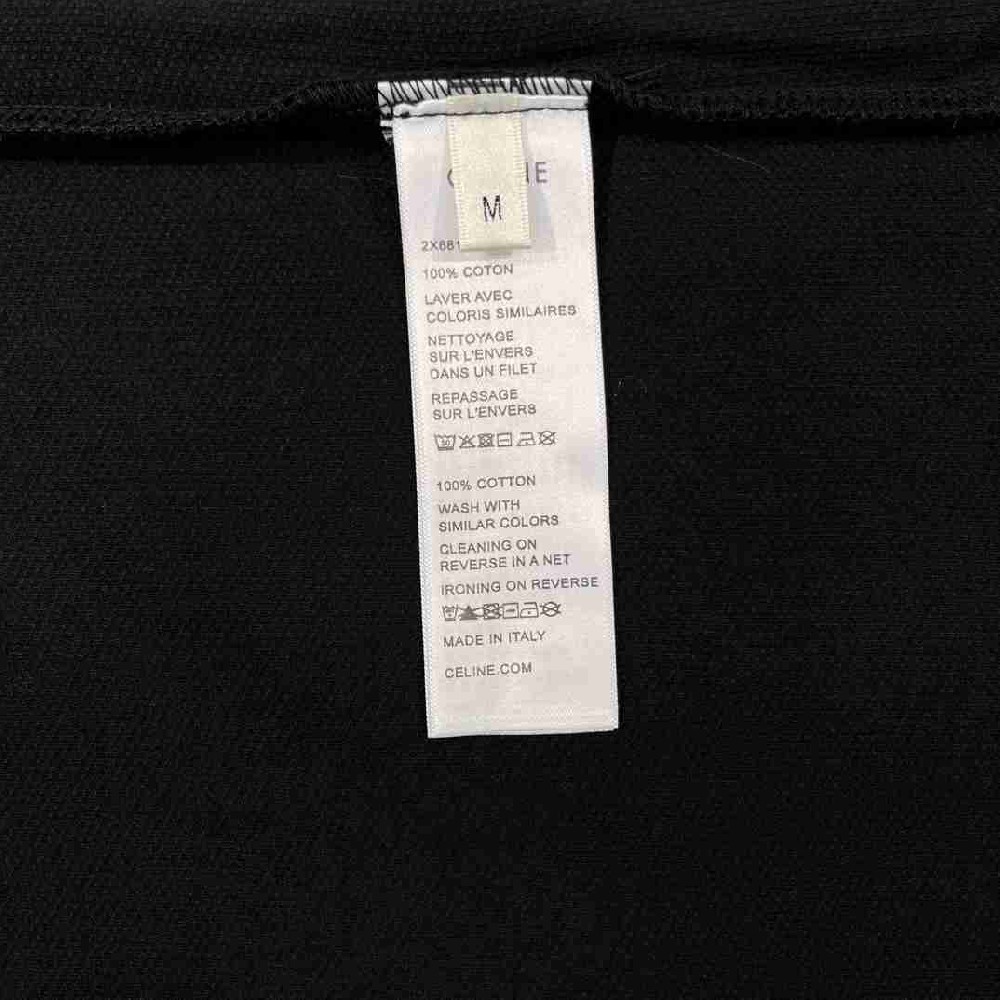 M
2X681
100% COTON
LAVER AVEC
COLORIS SIMILAIRES
NETTOYAGE
SUR L'ENVERS
DANS UN FILET
REPASSAGE
SUR L'ENVERS
100% COTTON
WASH WITH
SIMILAR COLORS
CLEANING ON
REVERSE IN A NET
IRONING ON REVERSE
MADE IN ITALY
CELINE.COM